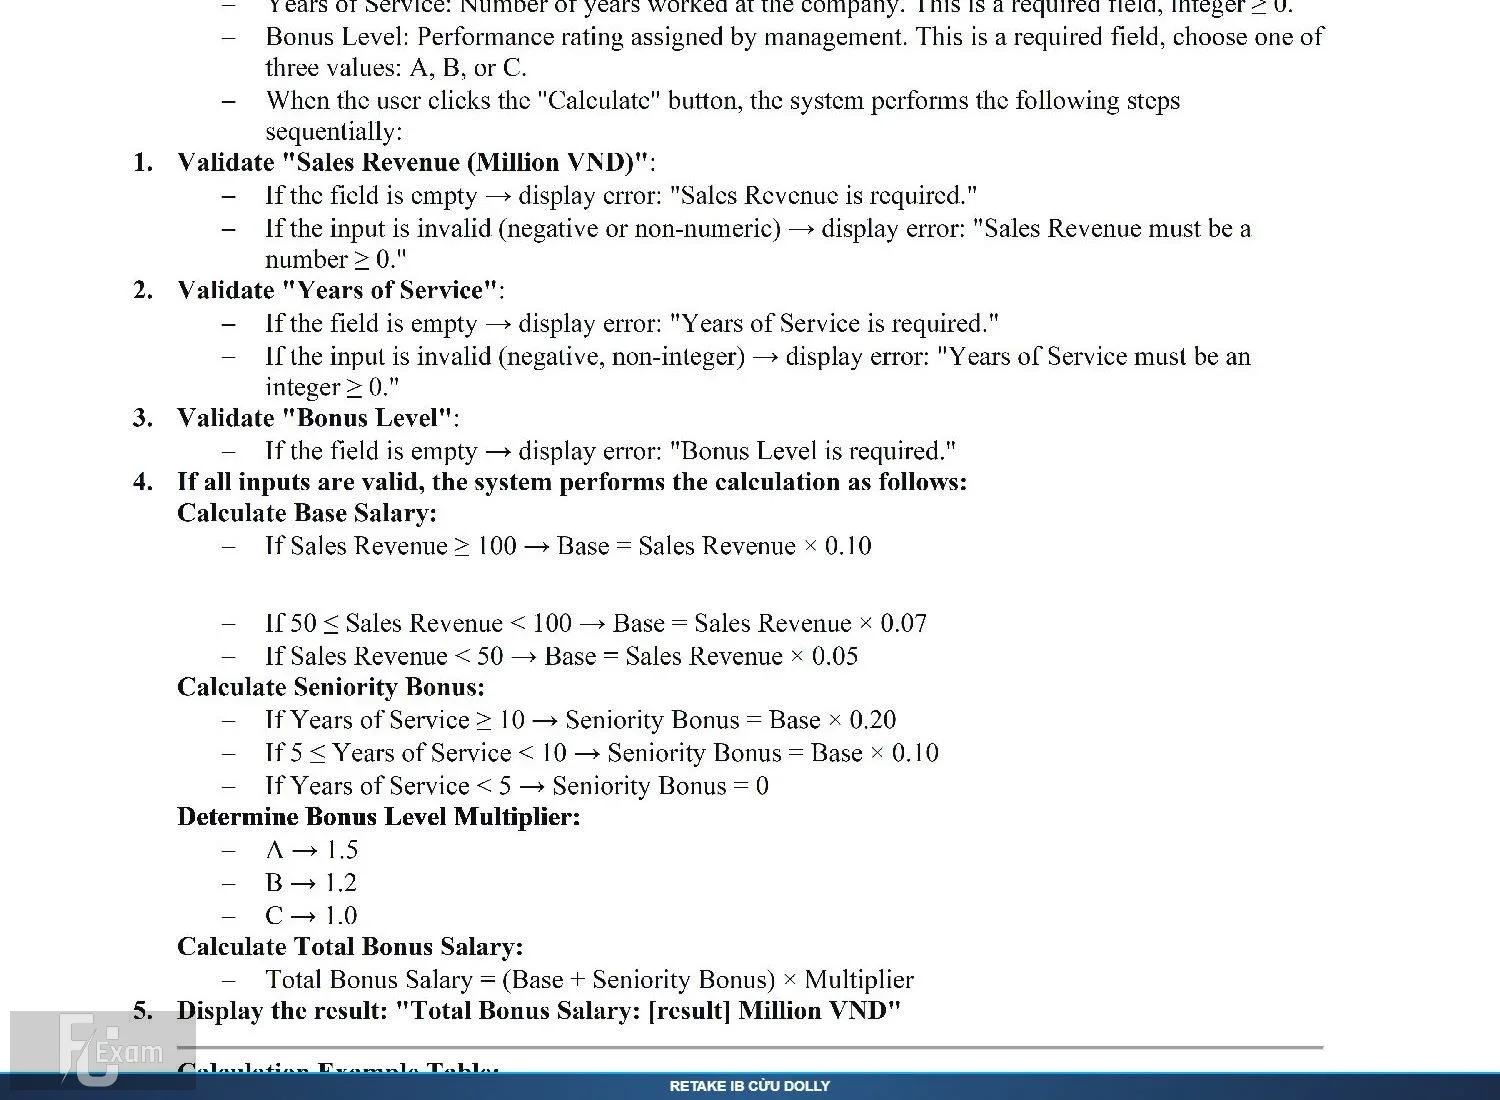 – Years of Service: Number of years worked at the company. This is a required field, integer ≥ 0.
– Bonus Level: Performance rating assigned by management. This is a required field, choose one of
three values: A, B, or C.
– When the user clicks the "Calculate" button, the system performs the following steps
sequentially:
1. Validate "Sales Revenue (Million VND)":
– If the field is empty → display error: "Sales Revenue is required."
– If the input is invalid (negative or non-numeric) → display error: "Sales Revenue must be a
number ≥ 0."
2. Validate "Years of Service":
– If the field is empty → display error: "Years of Service is required."
– If the input is invalid (negative, non-integer) → display error: "Years of Service must be an
integer ≥ 0."
3. Validate "Bonus Level":
– If the field is empty → display error: "Bonus Level is required."
4. If all inputs are valid, the system performs the calculation as follows:
Calculate Base Salary:
– If Sales Revenue ≥ 100 → Base = Sales Revenue × 0.10
– If 50 ≤ Sales Revenue < 100 → Base = Sales Revenue × 0.07
– If Sales Revenue < 50 → Base = Sales Revenue × 0.05
Calculate Seniority Bonus:
– If Years of Service ≥ 10 → Seniority Bonus = Base × 0.20
– If 5 ≤ Years of Service < 10 → Seniority Bonus = Base × 0.10
– If Years of Service < 5 → Seniority Bonus = 0
Determine Bonus Level Multiplier:
– A → 1.5
– B → 1.2
– C → 1.0
Calculate Total Bonus Salary:
– Total Bonus Salary = (Base + Seniority Bonus) × Multiplier
5. Display the result: "Total Bonus Salary: [result] Million VND"
Exam
Calculation Example Table:
RETAKE IB CỪU DOLLY